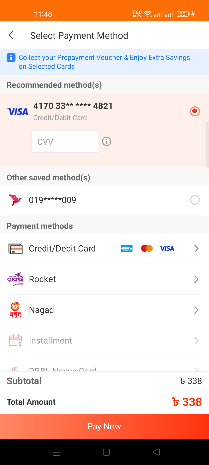 11:48
Select Payment Method
Collect your Prepayment Voucher & Enjoy Extra Savings
on Selected Cards
Recommended method(s)
VISA 4170 33** **** 4821
Credit/Debit Card
CVV
Other saved method(s)
019*****009
Payment methods
Credit/Debit Card VISA
Rocket
Nagad
Installment
Subtotal ৳ 338
Total Amount ৳ 338
Pay Now